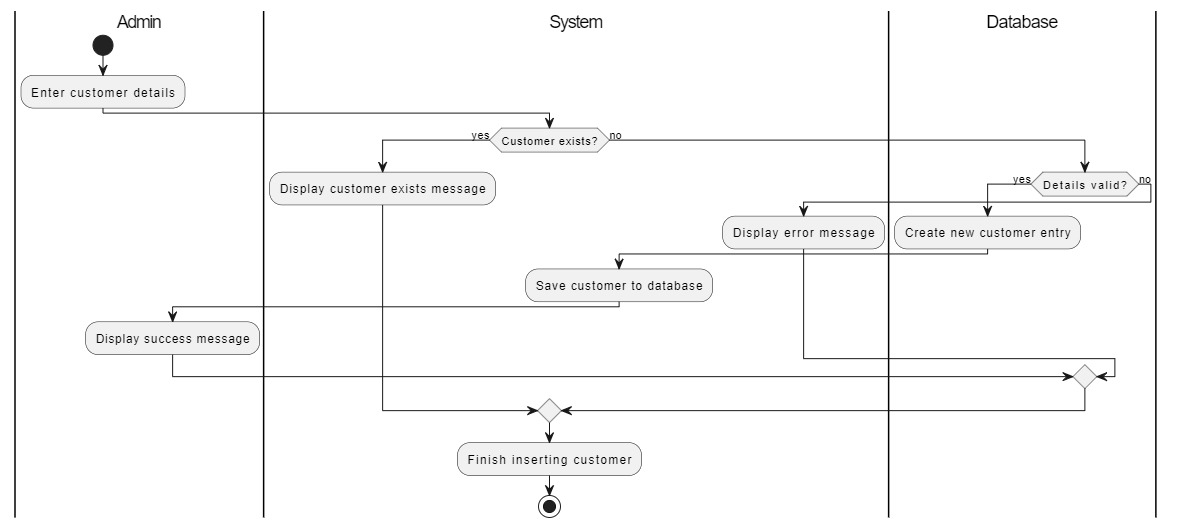 Admin
System
Database
Enter customer details
yes
Customer exists?
no
Display customer exists message
yes
Details valid?
no
Display error message
Create new customer entry
Save customer to database
Display success message
Finish inserting customer